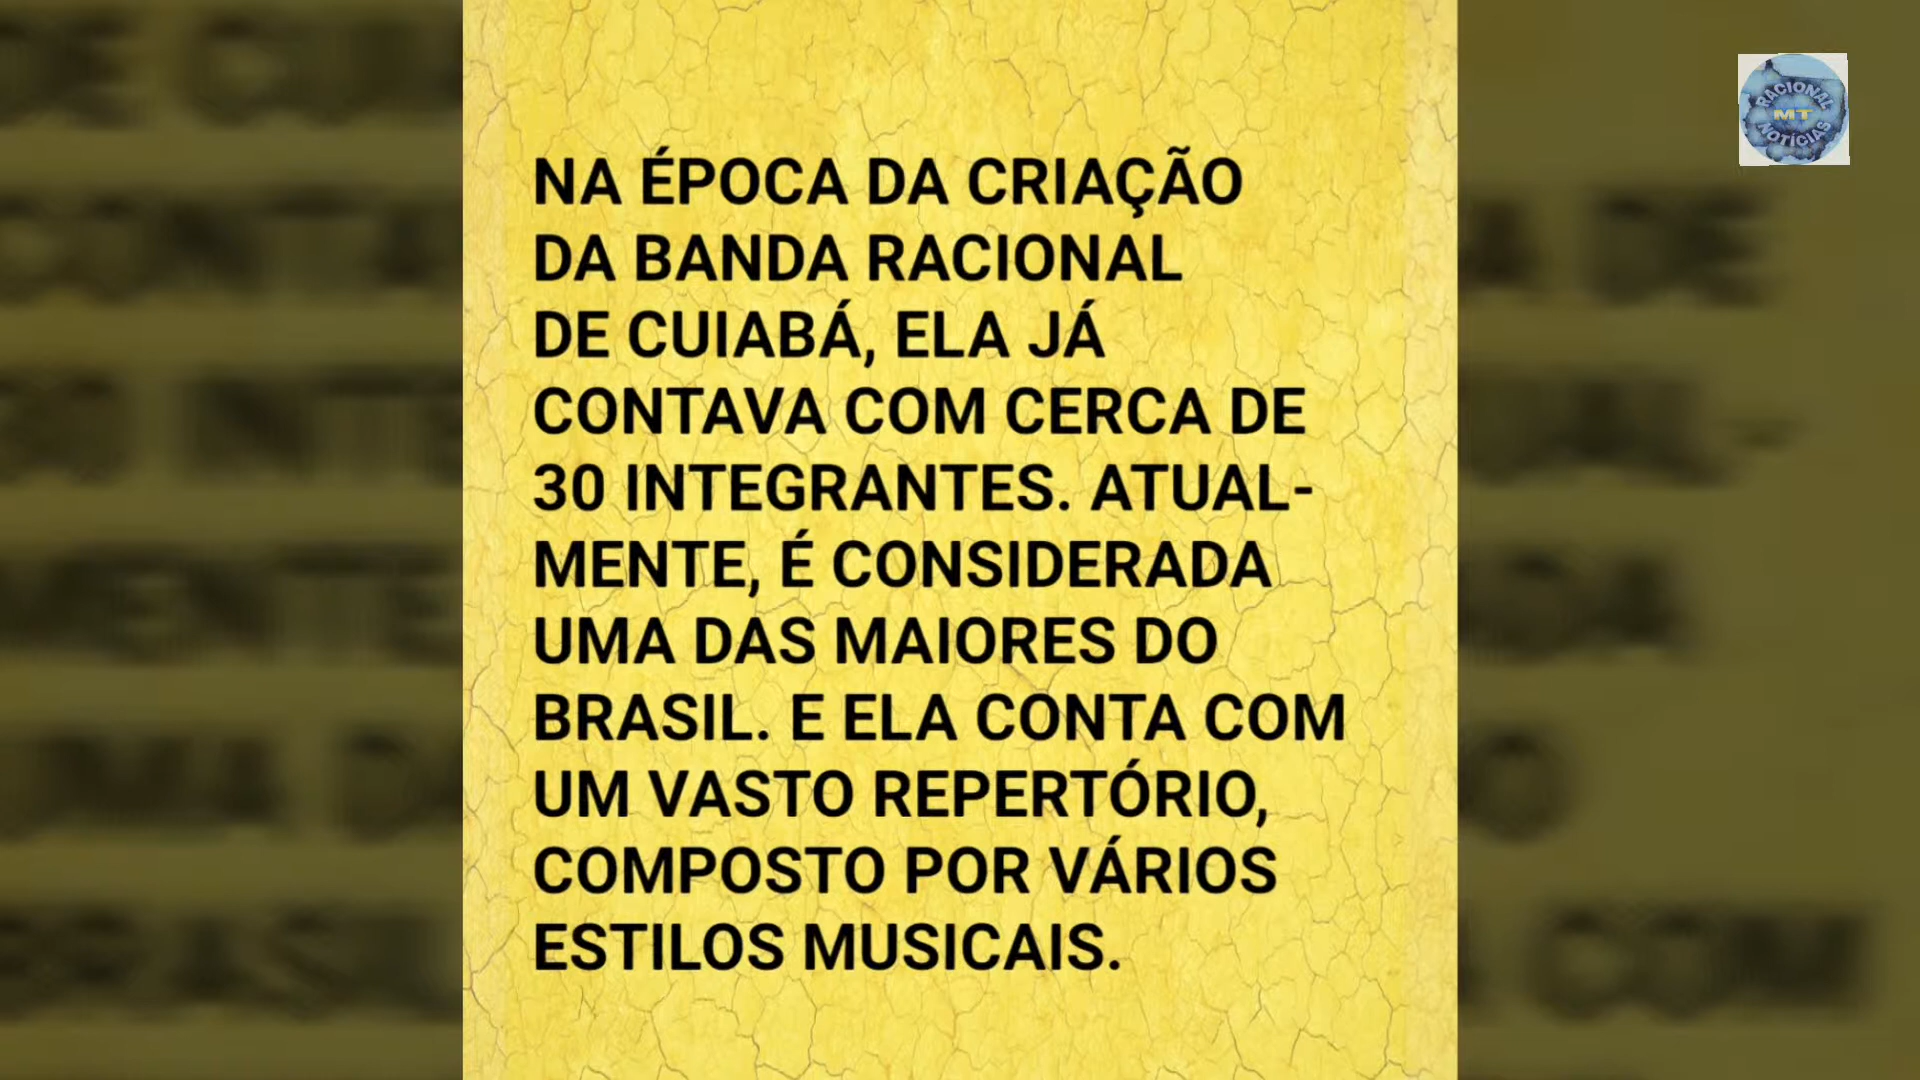 NA ÉPOCA DA CRIAÇÃO
DA BANDA RACIONAL
DE CUIABÁ, ELA JÁ
CONTAVA COM CERCA DE
30 INTEGRANTES. ATUAL-
MENTE, É CONSIDERADA
UMA DAS MAIORES DO
BRASIL. E ELA CONTA COM
UM VASTO REPERTÓRIO,
COMPOSTO POR VÁRIOS
ESTILOS MUSICAIS.
RACIONAL
MT
NOTÍCIAS